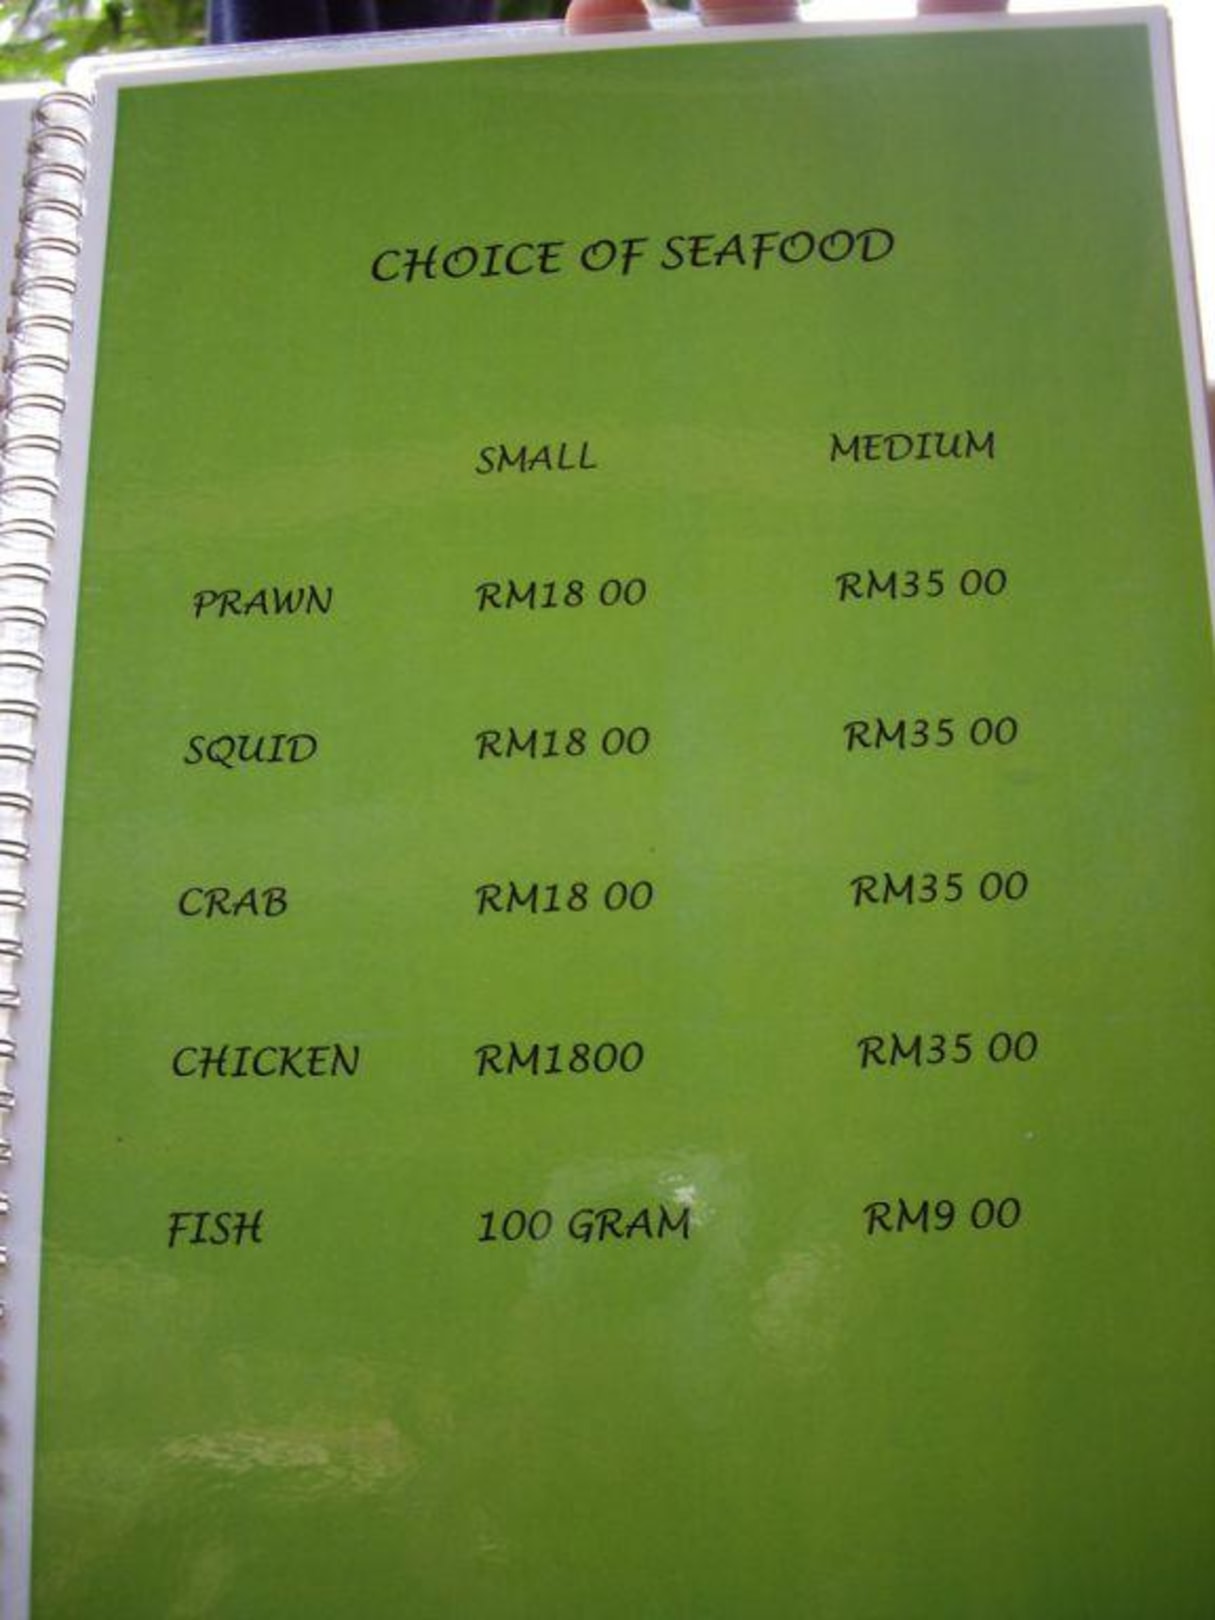 CHOICE OF SEAFOOD
SMALL MEDIUM
PRAWN RM18 00 RM35 00
SQUID RM18 00 RM35 00
CRAB RM18 00 RM35 00
CHICKEN RM1800 RM35 00
FISH 100 GRAM RM9 00